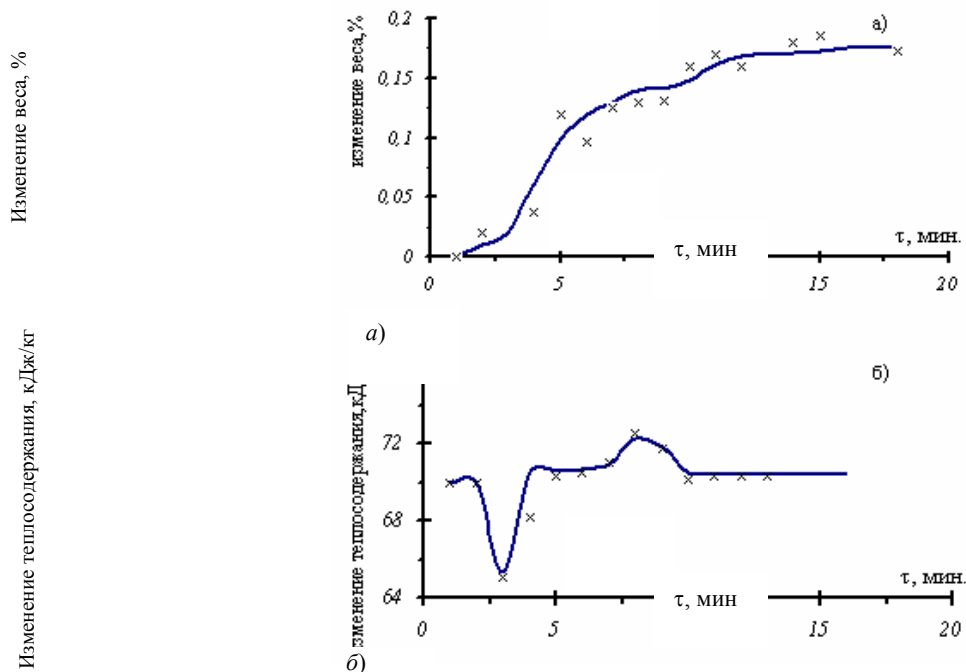 Изменение веса, %
изменение веса,%
0,2
0,15
0,1
0,05
0
а)
τ, мин
τ, мин.
0
5
15
20
а)
Изменение теплосодержания, кДж/кг
зменение теплосодержания,кД
72
68
64
б)
τ, мин
τ, мин.
0
5
15
20
б)